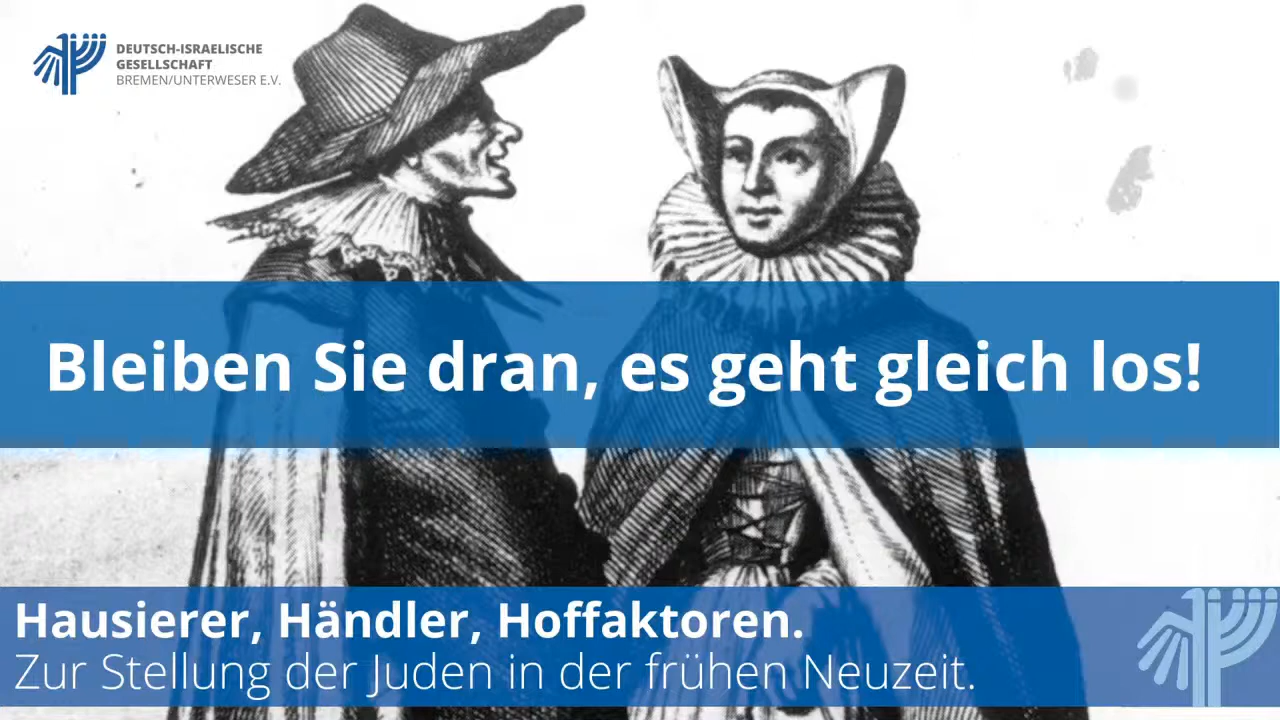 DEUTSCH-ISRAELISCHE
GESELLSCHAFT
BREMEN/UNTERWESER E.V.
Bleiben Sie dran, es geht gleich los!
Hausierer, Händler, Hoffaktoren.
Zur Stellung der Juden in der frühen Neuzeit.